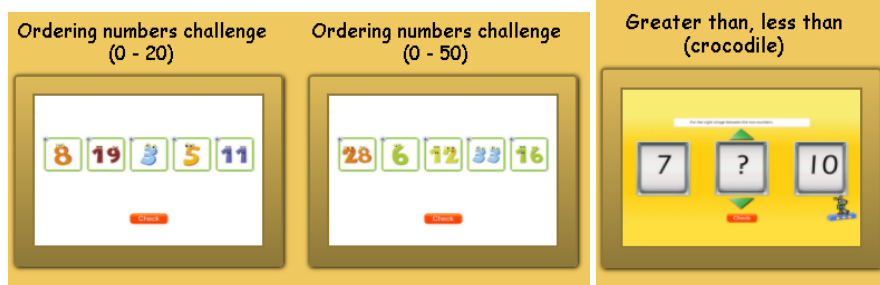 Ordering numbers challenge
(0 - 20)
8 19 3 5 11
Check
Ordering numbers challenge
(0 - 50)
28 6 12 33 16
Check
Greater than, less than
(crocodile)
7 ? 10
Check